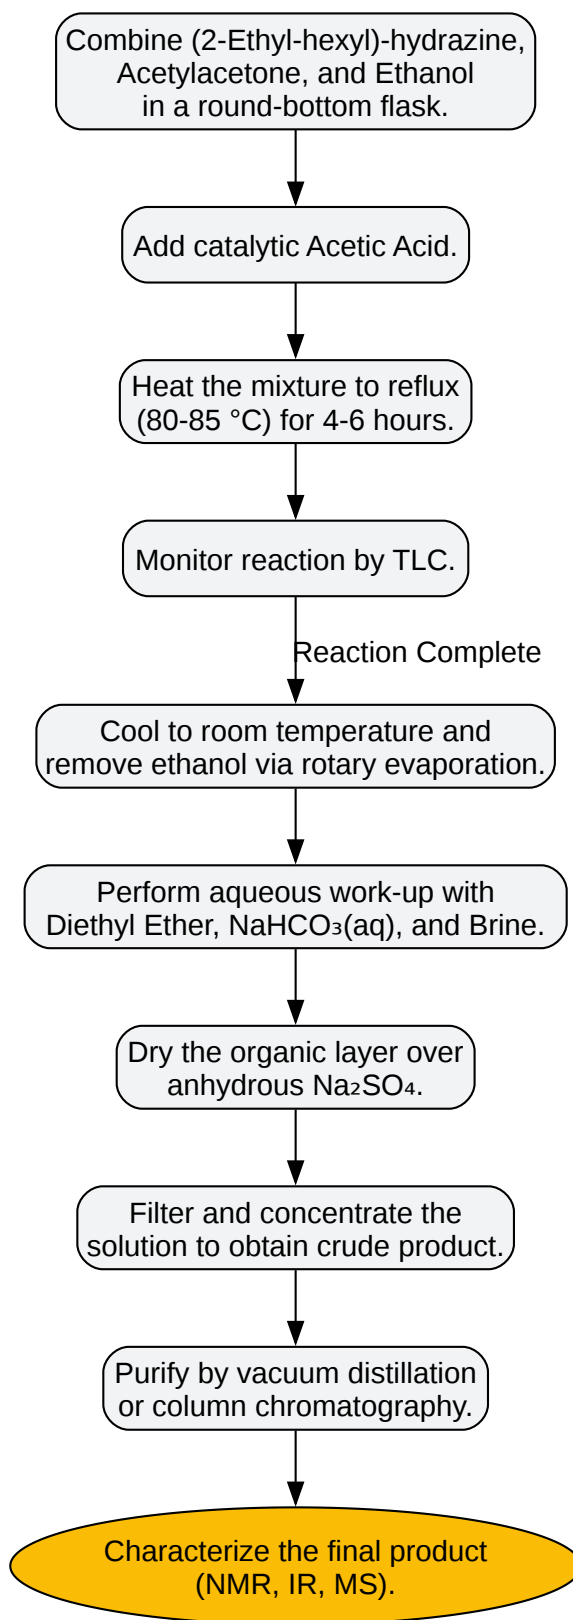 Combine (2-Ethyl-hexyl)-hydrazine,
Acetylacetone, and Ethanol
in a round-bottom flask.
Add catalytic Acetic Acid.
Heat the mixture to reflux
(80-85 °C) for 4-6 hours.
Monitor reaction by TLC.
Reaction Complete
Cool to room temperature and
remove ethanol via rotary evaporation.
Perform aqueous work-up with
Diethyl Ether, NaHCO₃(aq), and Brine.
Dry the organic layer over
anhydrous Na₂SO₄.
Filter and concentrate the
solution to obtain crude product.
Purify by vacuum distillation
or column chromatography.
Characterize the final product
(NMR, IR, MS).